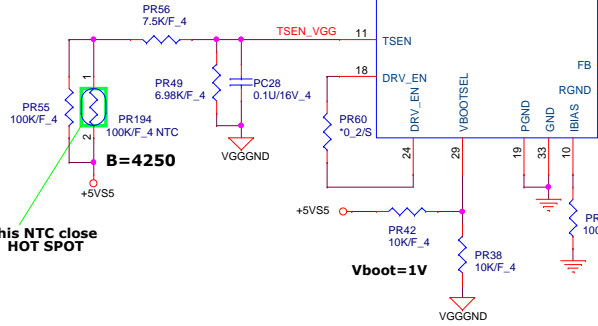 PR56
7.5K/F_4
TSEN_VGG
11
TSEN
18
DRV_EN
FB
RGND
1
PR49
6.98K/F_4
PC28
0.1U/16V_4
PR55
100K/F_4
PR194
100K/F_4 NTC
2
B=4250
VGGGND
PR60
*0_2/S
DRV_EN
VBOOTSEL
PGND
GND
IBIAS
24
29
19
33
10
+5VS5
his NTC close
HOT SPOT
+5VS5
PR42
10K/F_4
PR38
10K/F_4
Vboot=1V
VGGGND
PR
100